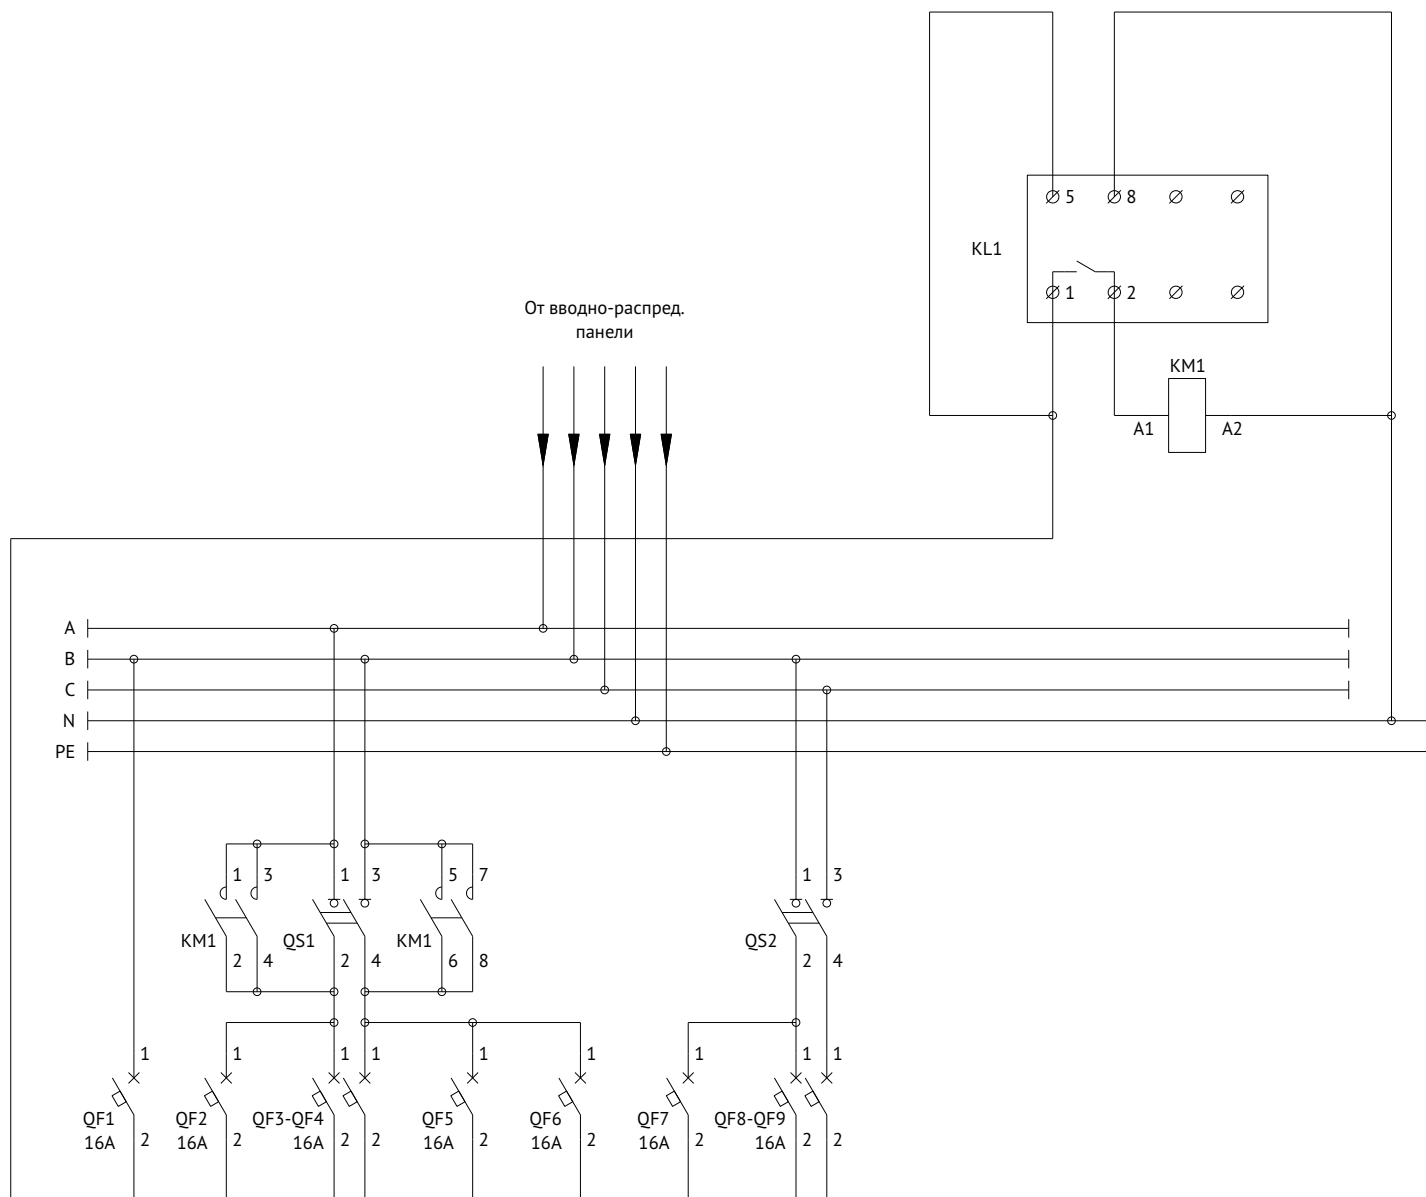 5 8
KL1
1 2
От вводно-распред.
панели
KM1
A1 A2
A
B
C
N
PE
1 3 1 3 5 7 1 3
KM1 QS1 KM1 QS2
2 4 2 4 6 8 2 4
1 1 1 1 1 1 1 1 1
QF1 QF2 QF3-QF4 QF5 QF6 QF7 QF8-QF9
16A 16A 16A 16A 16A 16A 16A
2 2 2 2 2 2 2 2 2